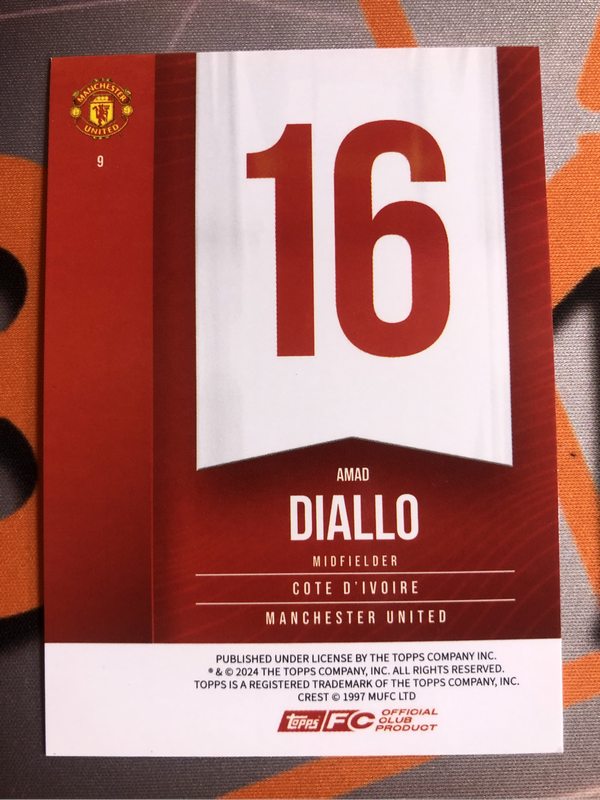 MANCHESTER
UNITED
9
16
AMAD
DIALLO
MIDFIELDER
COTE D'IVOIRE
MANCHESTER UNITED
PUBLISHED UNDER LICENSE BY THE TOPPS COMPANY INC.
® & © 2024 THE TOPPS COMPANY, INC. ALL RIGHTS RESERVED.
TOPPS IS A REGISTERED TRADEMARK OF THE TOPPS COMPANY, INC.
CREST © 1997 MUFC LTD
topps FC OFFICIAL
CLUB
PRODUCT